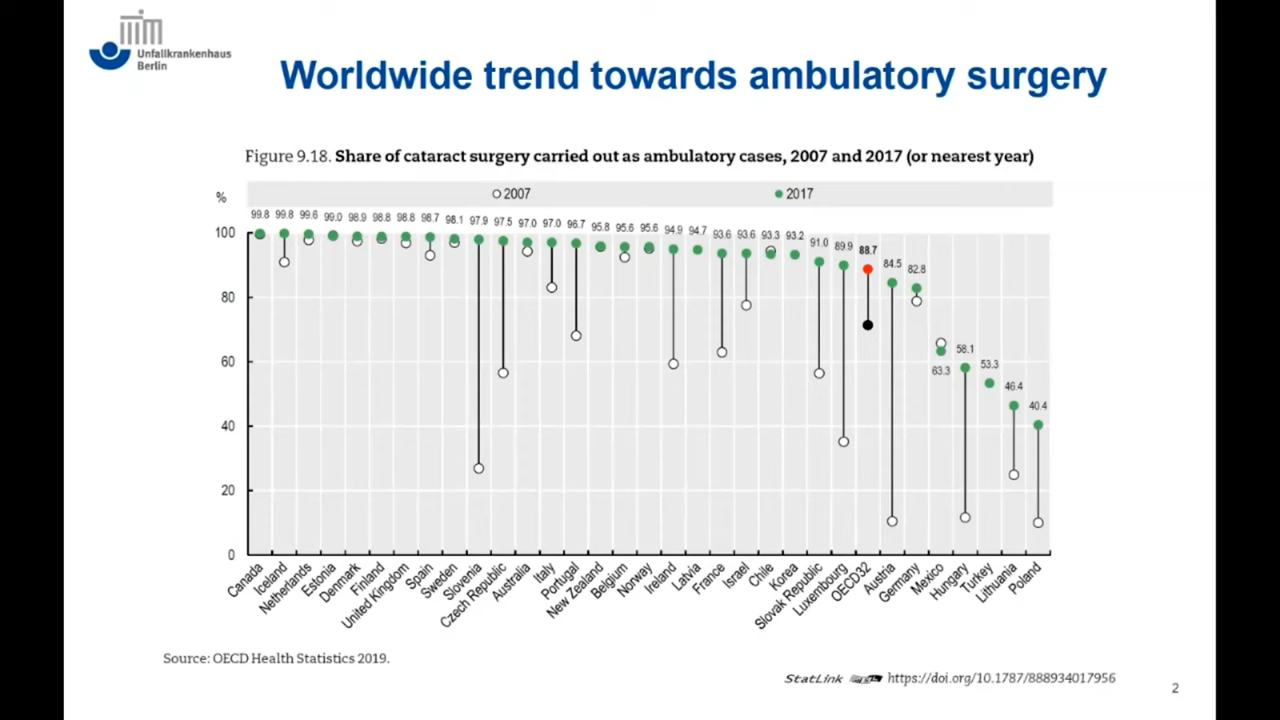 Unfallkrankenhaus
Berlin
Worldwide trend towards ambulatory surgery
Figure 9.18. Share of cataract surgery carried out as ambulatory cases, 2007 and 2017 (or nearest year)
%
2007
2017
99.8 99.8 99.6 99.0 98.9 98.8 98.8 98.7 98.1 97.9 97.5 97.0 97.0 96.7 95.8 95.6 95.6 94.9 94.7 93.6 93.6 93.3 93.2 91.0 89.9 88.7 84.5 82.8 63.3 58.1 53.3 46.4 40.4
100
80
60
40
20
0
Canada
Iceland
Netherlands
Estonia
Denmark
Finland
United Kingdom
Spain
Sweden
Slovenia
Czech Republic
Australia
Italy
Portugal
New Zealand
Belgium
Norway
Ireland
Latvia
France
Israel
Chile
Korea
Slovak Republic
Luxembourg
OECD32
Austria
Germany
Mexico
Hungary
Turkey
Lithuania
Poland
Source: OECD Health Statistics 2019.
StatLink https://doi.org/10.1787/888934017956
2